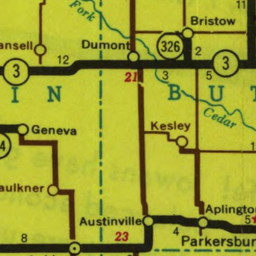 Fork
11
Bristow
ansell
Dumont
326
2
12
3
3
21
3
5
I N B U T
Cedar
Geneva
Kesley
4
aulkner
Austinville
Aplington
5
8
23
4
Parkersbur